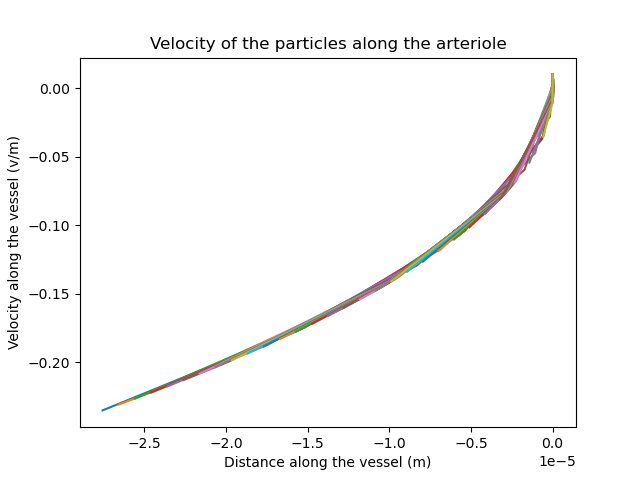 Velocity of the particles along the arteriole
Velocity along the vessel (v/m)
0.00
−0.05
−0.10
−0.15
−0.20
−2.5 −2.0 −1.5 −1.0 −0.5 0.0
1e−5
Distance along the vessel (m)